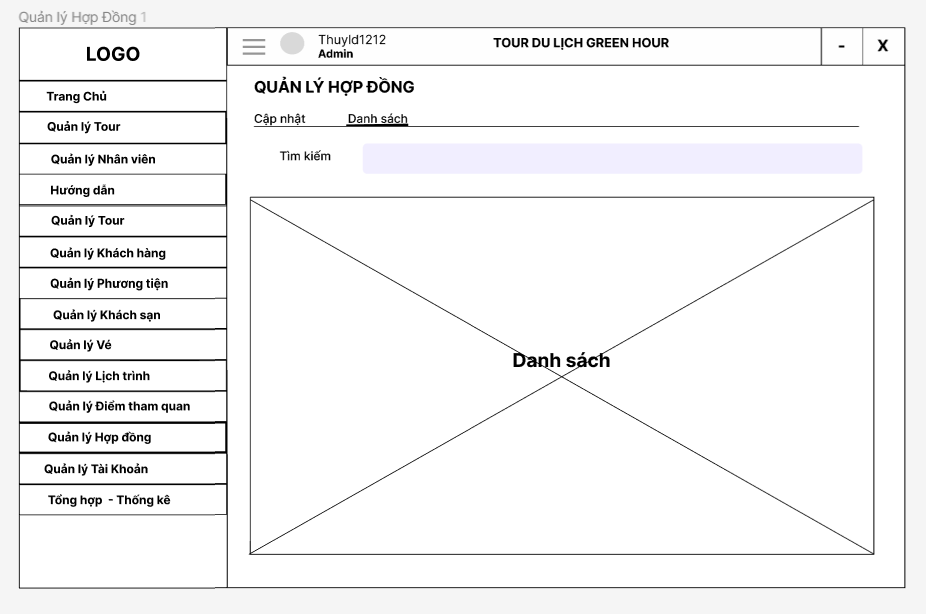 Quản lý Hợp Đồng 1
LOGO
Trang Chủ
Quản lý Tour
Quản lý Nhân viên
Hướng dẫn
Quản lý Tour
Quản lý Khách hàng
Quản lý Phương tiện
Quản lý Khách sạn
Quản lý Vé
Quản lý Lịch trình
Quản lý Điểm tham quan
Quản lý Hợp đồng
Quản lý Tài Khoản
Tổng hợp - Thống kê
Thuyld1212
Admin
TOUR DU LỊCH GREEN HOUR
- X
QUẢN LÝ HỢP ĐỒNG
Cập nhật Danh sách
Tìm kiếm
Danh sách